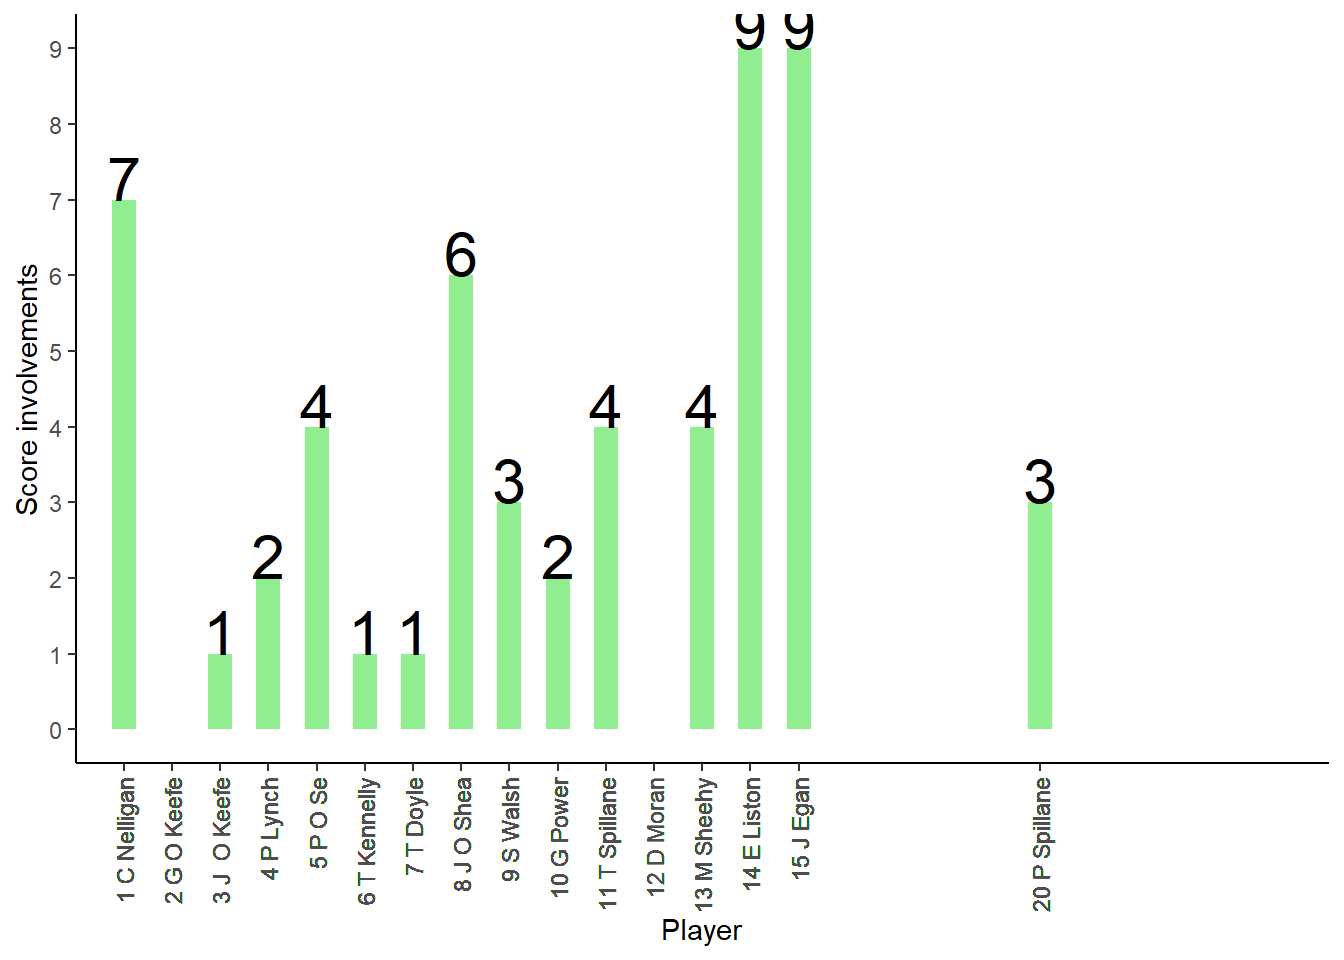 9 9
7
6
4 4 4
3 3
2 2
1 1 1
9
8
7
6
5
4
3
2
1
0
Score involvements
1 C Nelligan
2 G O Keefe
3 J  O Keefe
4 P Lynch
5 P O Se
6 T Kennelly
7 T Doyle
8 J O Shea
9 S Walsh
10 G Power
11 T Spillane
12 D Moran
13 M Sheehy
14 E Liston
15 J Egan
20 P Spillane
Player